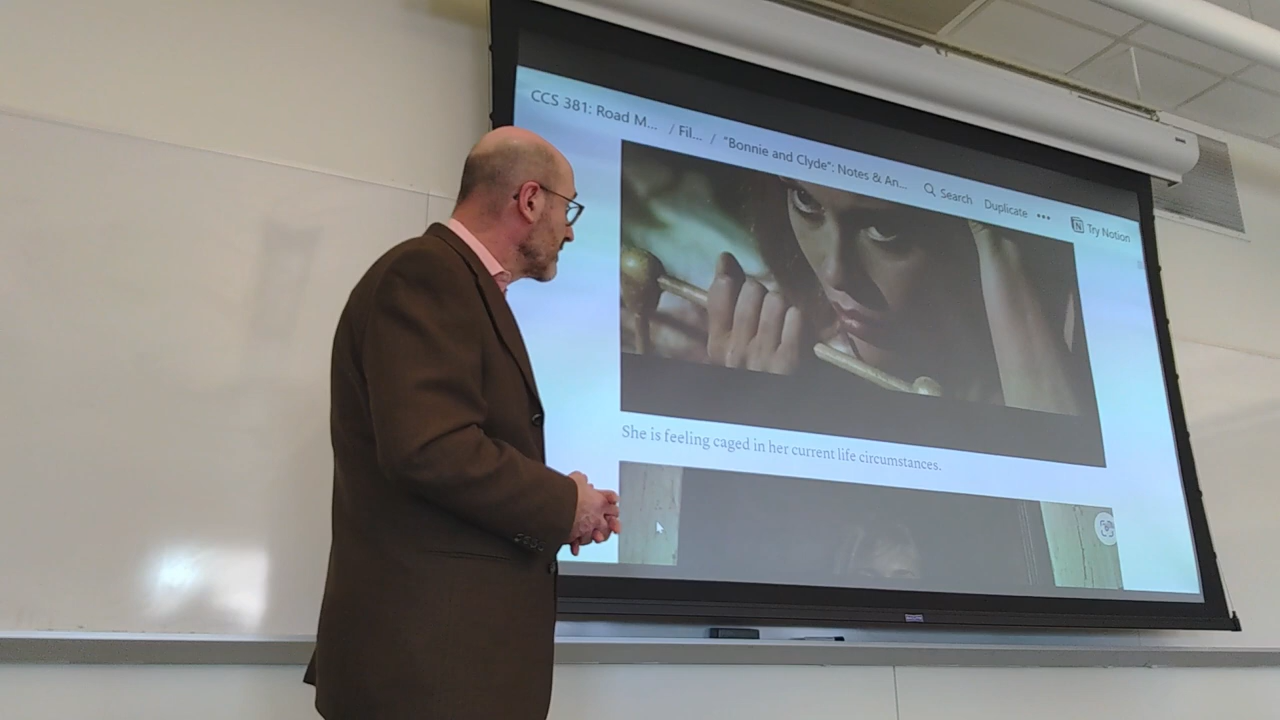 CCS 381: Road M... / Fil... / "Bonnie and Clyde": Notes & An... Search Duplicate ••• Try Notion
She is feeling caged in her current life circumstances.